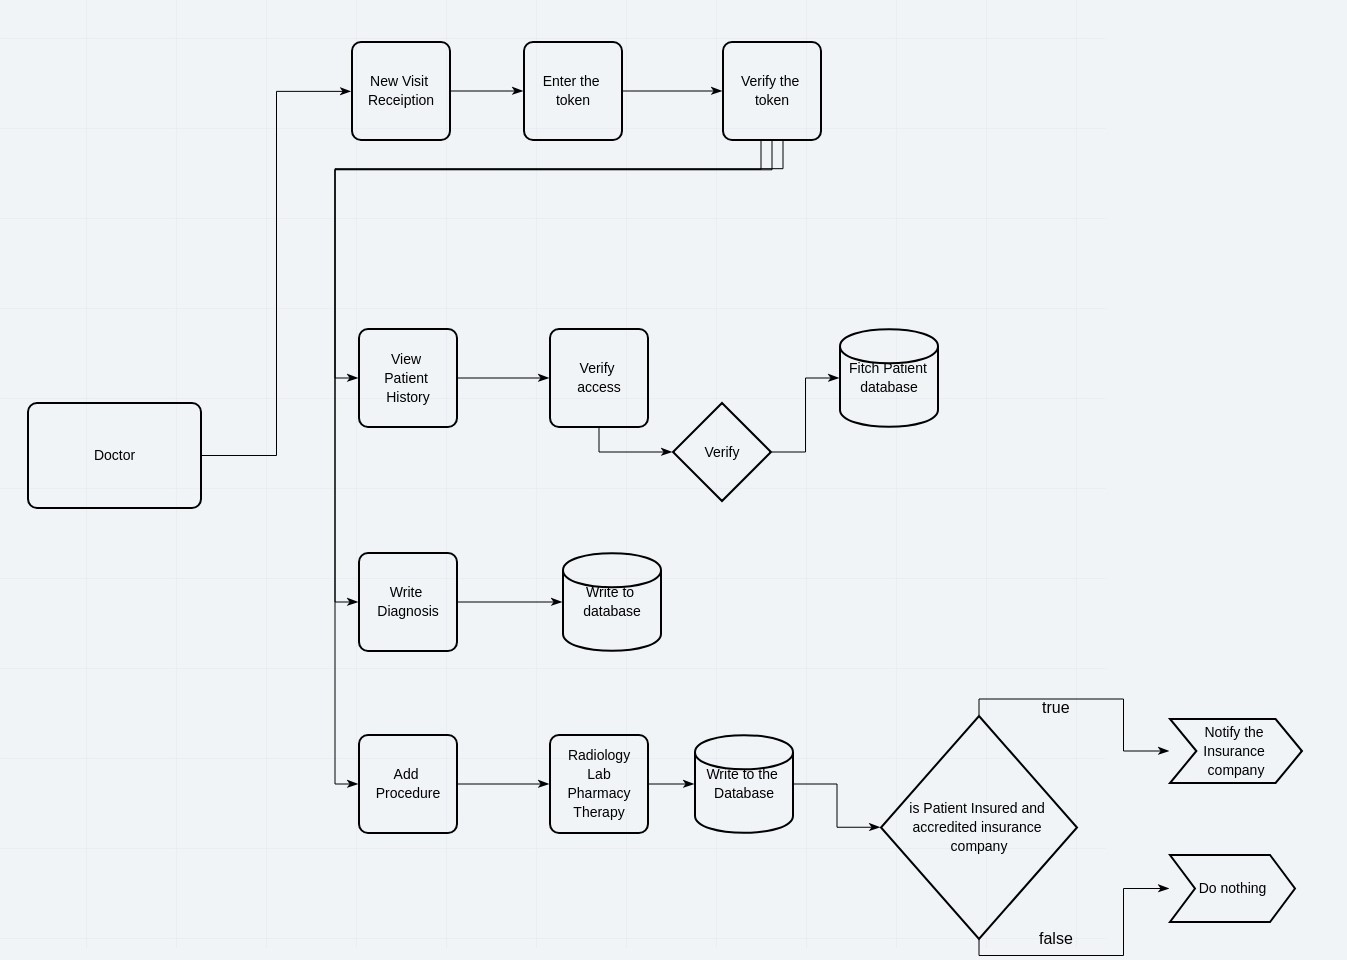 New Visit
Receiption
Enter the
token
Verify the
token
View
Patient
History
Verify
access
Fitch Patient
database
Verify
Doctor
Write
Diagnosis
Write to
database
Add
Procedure
Radiology
Lab
Pharmacy
Therapy
Write to the
Database
is Patient Insured and
accredited insurance
company
true
Notify the
Insurance
company
false
Do nothing